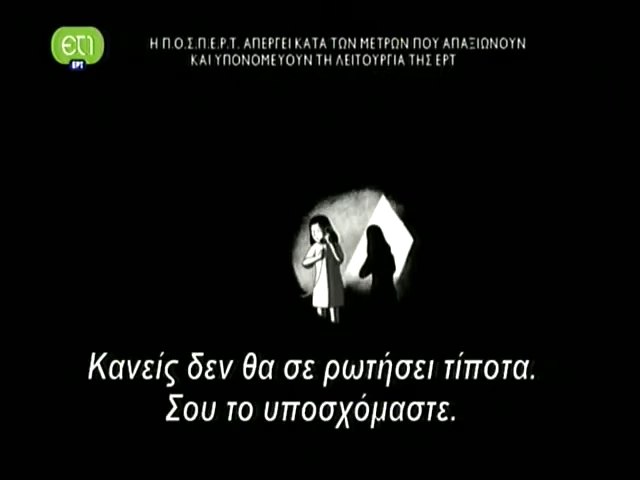 ετ1
ΕΡΤ
Η Π.Ο.Σ.Π.Ε.Ρ.Τ. ΑΠΕΡΓΕΙ ΚΑΤΑ ΤΩΝ ΜΕΤΡΩΝ ΠΟΥ ΑΠΑΞΙΩΝΟΥΝ
ΚΑΙ ΥΠΟΝΟΜΕΥΟΥΝ ΤΗ ΛΕΙΤΟΥΡΓΙΑ ΤΗΣ ΕΡΤ
Κανείς δεν θα σε ρωτήσει τίποτα.
Σου το υποσχόμαστε.